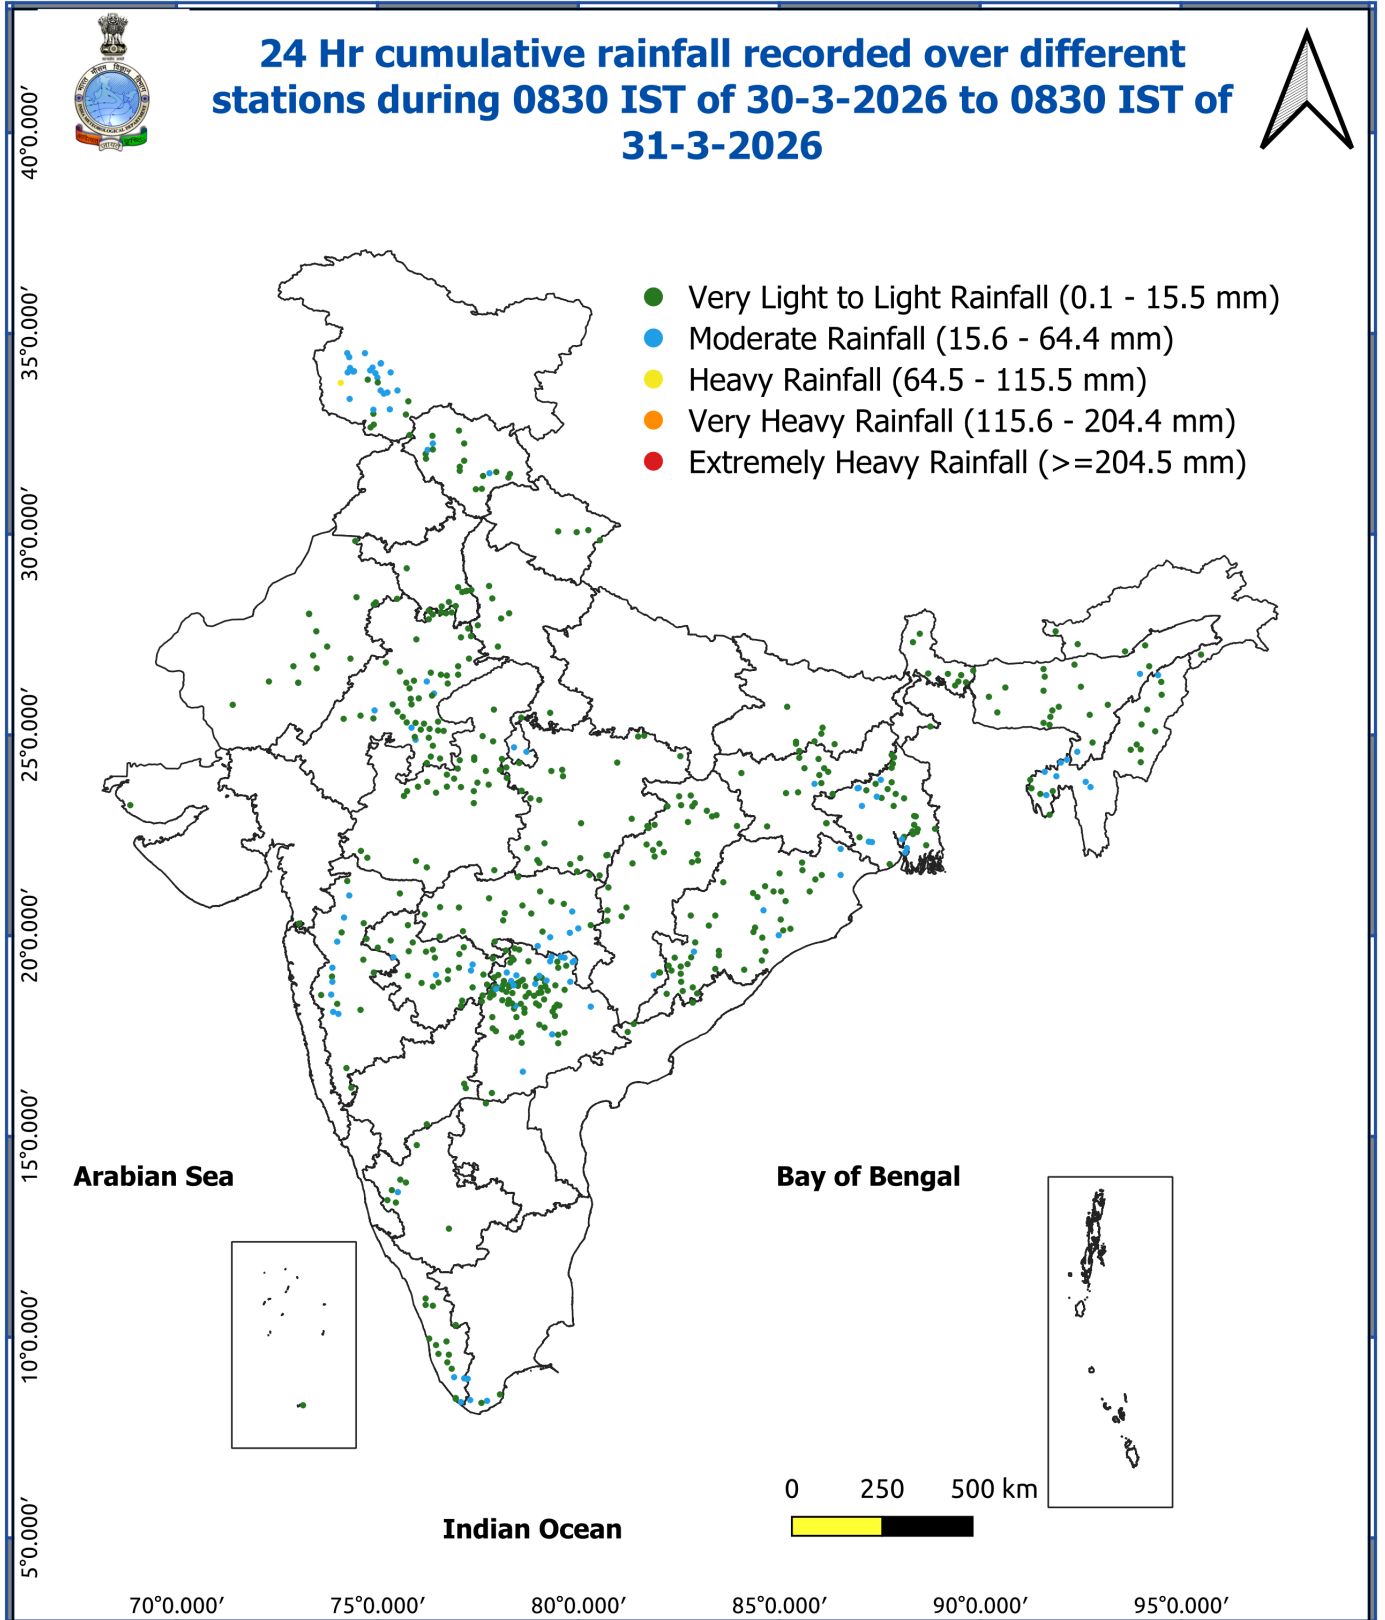 24 Hr cumulative rainfall recorded over different
stations during 0830 IST of 30-3-2026 to 0830 IST of
31-3-2026
Very Light to Light Rainfall (0.1 - 15.5 mm)
Moderate Rainfall (15.6 - 64.4 mm)
Heavy Rainfall (64.5 - 115.5 mm)
Very Heavy Rainfall (115.6 - 204.4 mm)
Extremely Heavy Rainfall (>=204.5 mm)
40°0.000′
35°0.000′
30°0.000′
25°0.000′
20°0.000′
15°0.000′
10°0.000′
5°0.000′
Arabian Sea
Bay of Bengal
Indian Ocean
0 250 500 km
70°0.000′ 75°0.000′ 80°0.000′ 85°0.000′ 90°0.000′ 95°0.000′